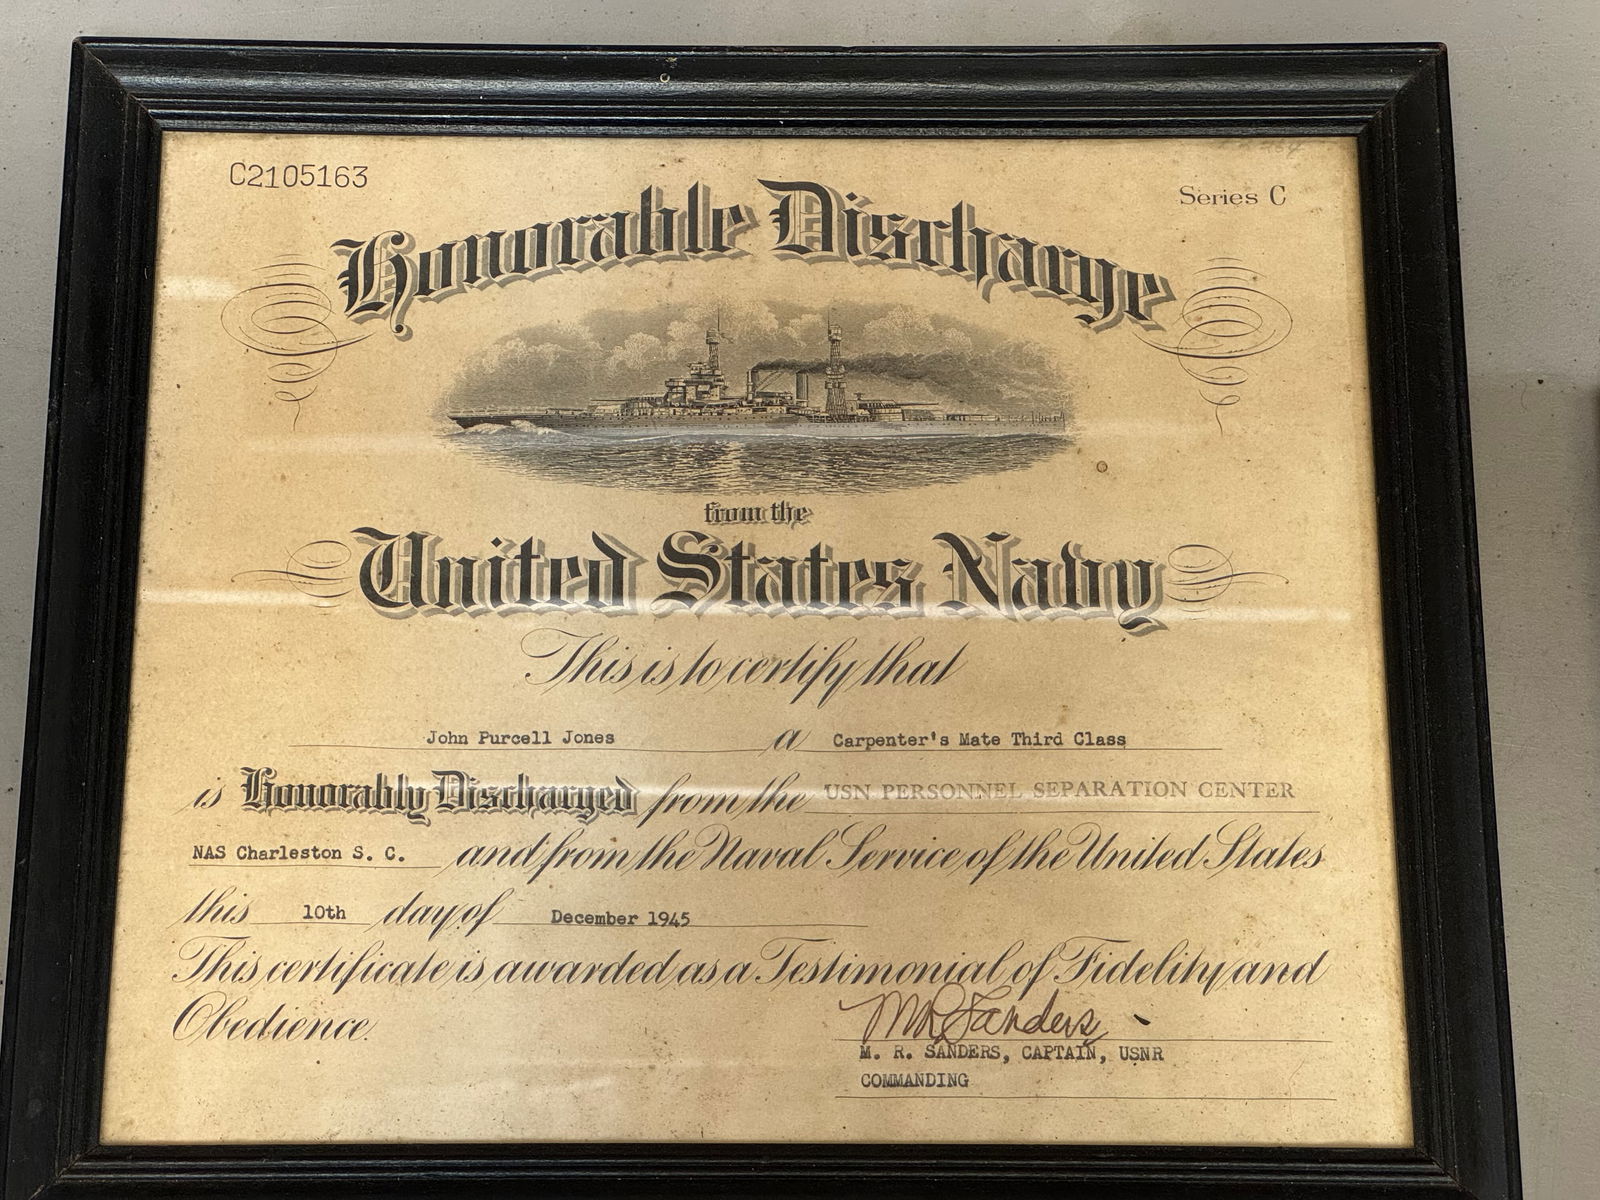 C2105163
Series C
Honorable Discharge
from the
United States Navy
This is to certify that
John Purcell Jones a Carpenter's Mate Third Class
is Honorably Discharged from the USN PERSONNEL SEPARATION CENTER
NAS Charleston S. C. and from the Naval Service of the United States
this 10th day of December 1945
This certificate is awarded as a Testimonial of Fidelity and
Obedience.
M R Sanders
M. R. SANDERS, CAPTAIN, USNR
COMMANDING